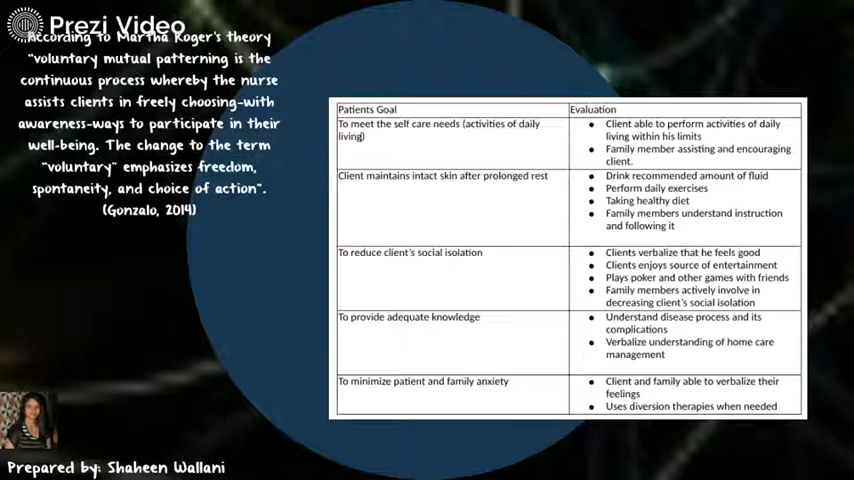 Prezi Video
According to Martha Roger's theory
"voluntary mutual patterning is the
continuous process whereby the nurse
assists clients in freely choosing-with
awareness-ways to participate in their
well-being. The change to the term
"voluntary" emphasizes freedom,
spontaneity, and choice of action".
(Gonzalo, 2014)
Patients Goal
Evaluation
To meet the self care needs (activities of daily
living)
● Client able to perform activities of daily
living within his limits
● Family member assisting and encouraging
client.
Client maintains intact skin after prolonged rest
● Drink recommended amount of fluid
● Perform daily exercises
● Taking healthy diet
● Family members understand instruction
and following it
To reduce client's social isolation
● Clients verbalize that he feels good
● Clients enjoys source of entertainment
● Plays poker and other games with friends
● Family members actively involve in
decreasing client's social isolation
To provide adequate knowledge
● Understand disease process and its
complications
● Verbalize understanding of home care
management
To minimize patient and family anxiety
● Client and family able to verbalize their
feelings
● Uses diversion therapies when needed
Prepared by: Shaheen Wallani